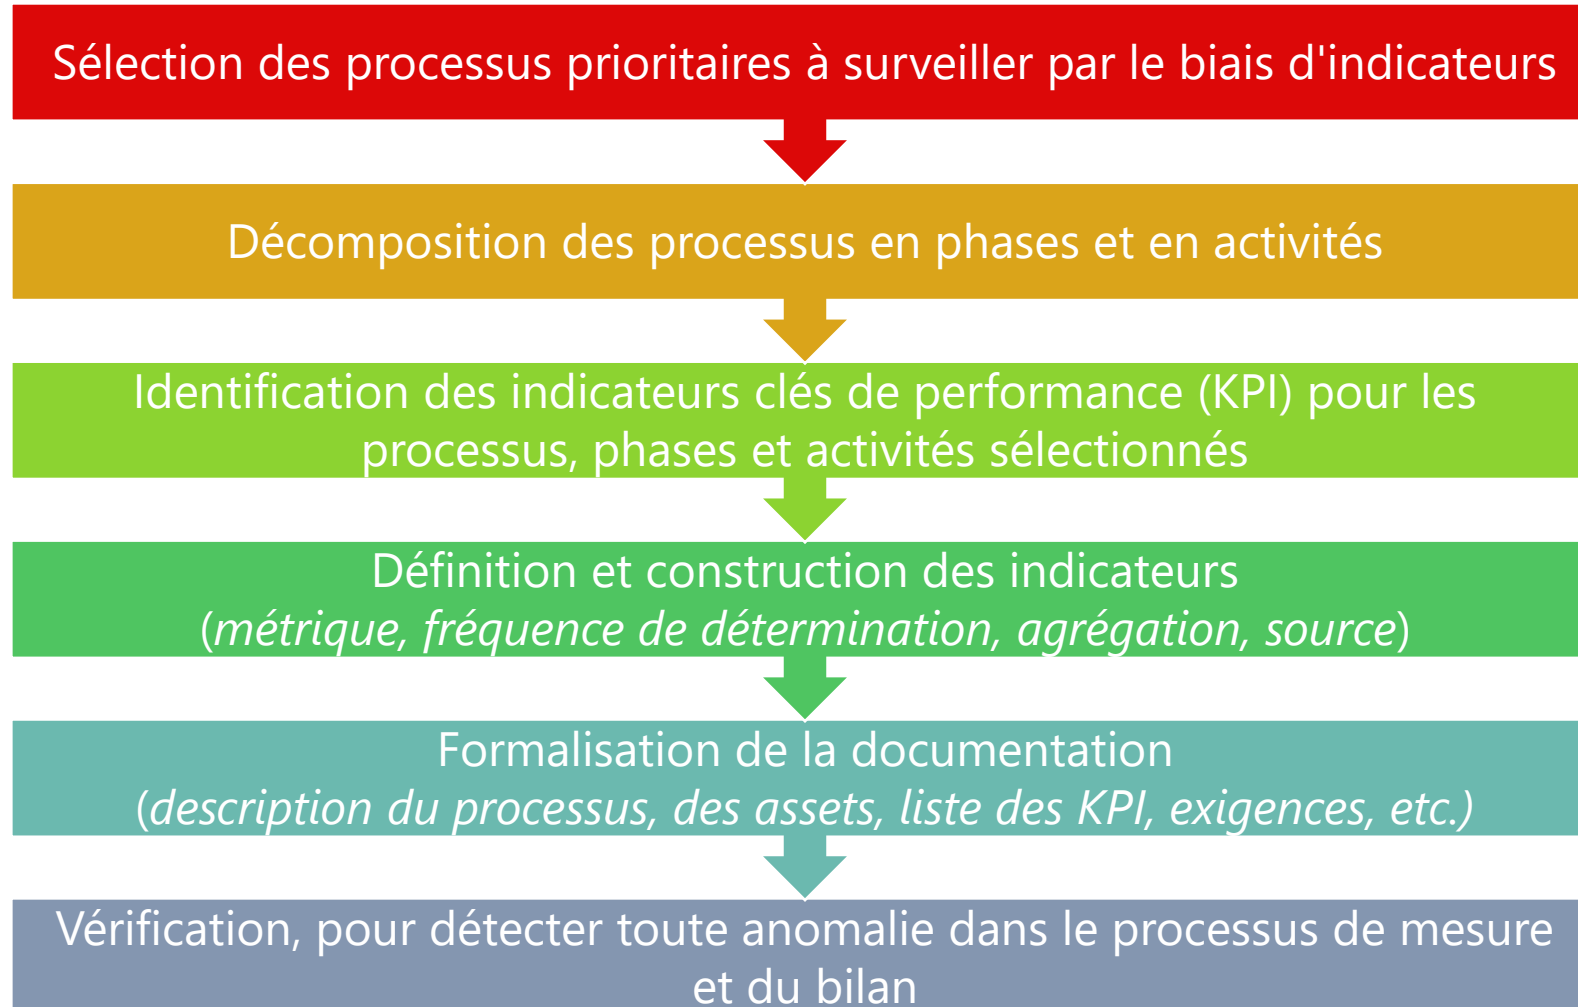 Sélection des processus prioritaires à surveiller par le biais d'indicateurs
Décomposition des processus en phases et en activités
Identification des indicateurs clés de performance (KPI) pour les
processus, phases et activités sélectionnés
Définition et construction des indicateurs
(métrique, fréquence de détermination, agrégation, source)
Formalisation de la documentation
(description du processus, des assets, liste des KPI, exigences, etc.)
Vérification, pour détecter toute anomalie dans le processus de mesure
et du bilan